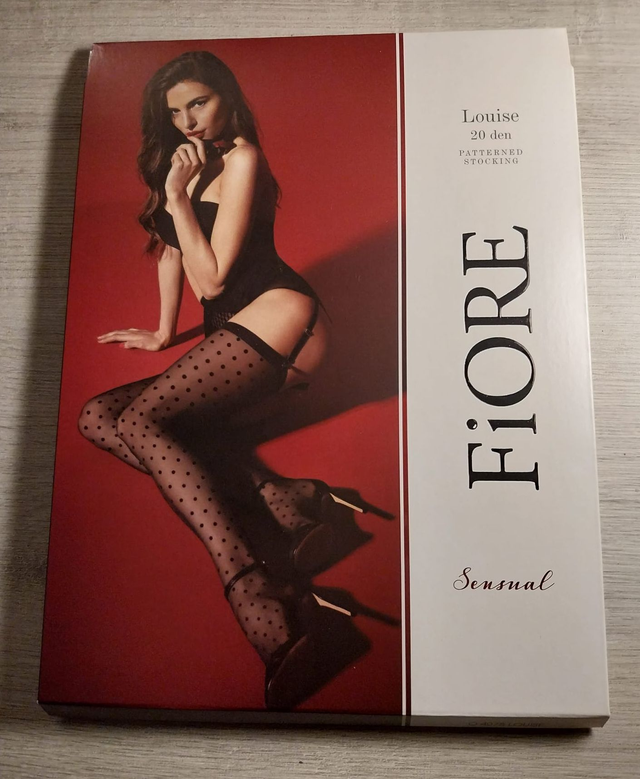 Louise
20 den
PATTERNED
STOCKING
FiORE
Sensual